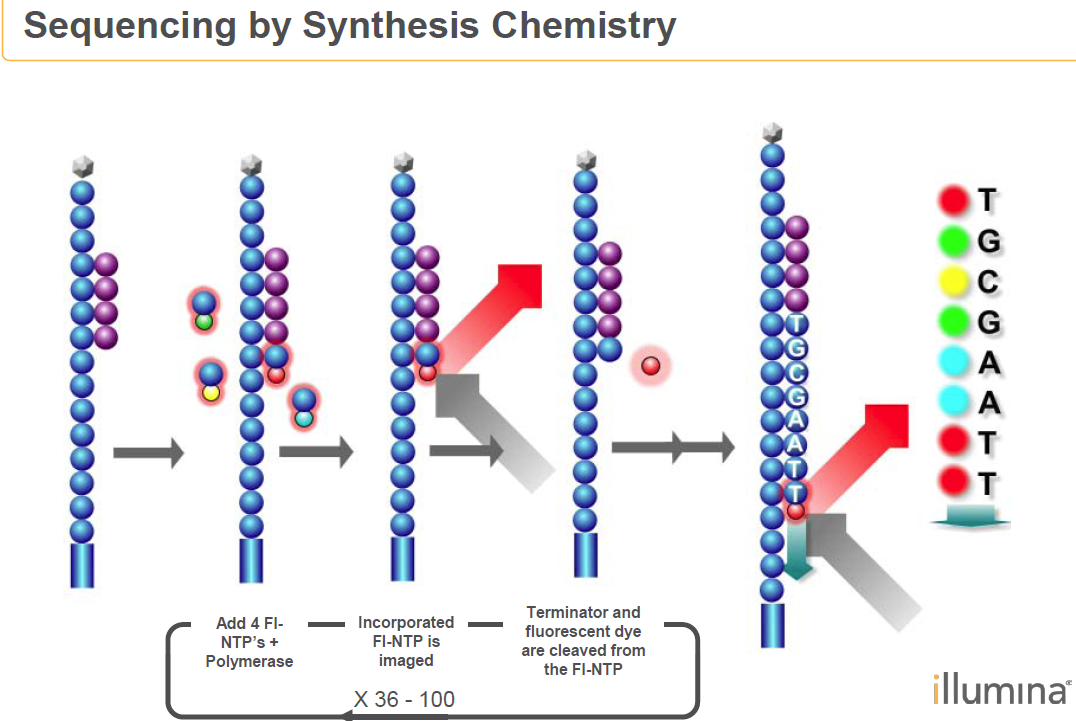 Sequencing by Synthesis Chemistry
T
G
C
G
A
A
T
T
T
G
C
G
A
A
T
T
Add 4 Fl-
NTP's +
Polymerase
Incorporated
Fl-NTP is
imaged
Terminator and
fluorescent dye
are cleaved from
the Fl-NTP
X 36 - 100
illumina®